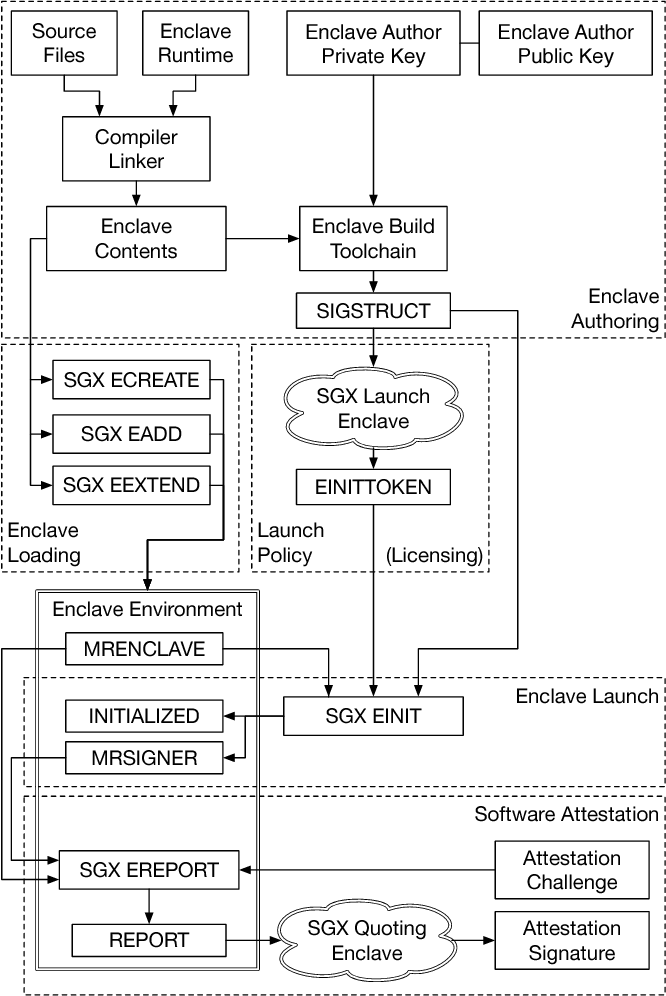 Source
Files
Enclave
Runtime
Enclave Author
Private Key
Enclave Author
Public Key
Compiler
Linker
Enclave
Contents
Enclave Build
Toolchain
SIGSTRUCT
Enclave
Authoring
SGX ECREATE
SGX EADD
SGX EEXTEND
Enclave
Loading
SGX Launch
Enclave
EINITTOKEN
Launch
Policy
(Licensing)
Enclave Environment
MRENCLAVE
INITIALIZED
MRSIGNER
SGX EINIT
Enclave Launch
Software Attestation
SGX EREPORT
Attestation
Challenge
REPORT
SGX Quoting
Enclave
Attestation
Signature